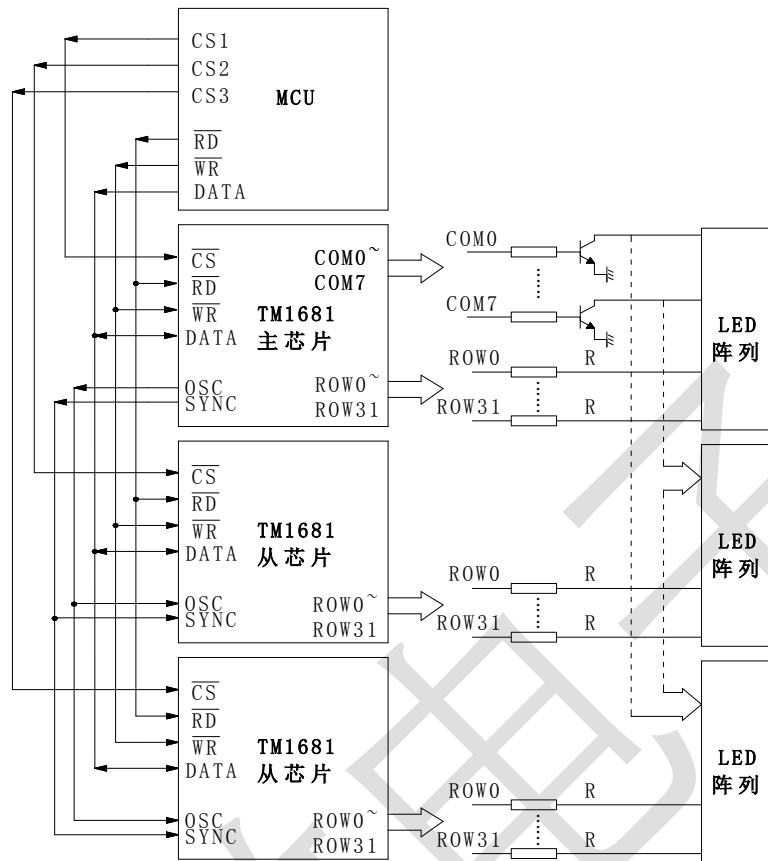 CS1
CS2
CS3
MCU
RD
WR
DATA
CS
RD
WR
DATA
OSC
SYNC
TM1681
主芯片
COM0~
COM7
ROW0~
ROW31
COM0
COM7
ROW0
R
ROW31
R
LED
阵列
CS
RD
WR
DATA
OSC
SYNC
TM1681
从芯片
ROW0~
ROW31
ROW0
R
ROW31
R
LED
阵列
CS
RD
WR
DATA
OSC
SYNC
TM1681
从芯片
ROW0~
ROW31
ROW0
R
ROW31
R
LED
阵列